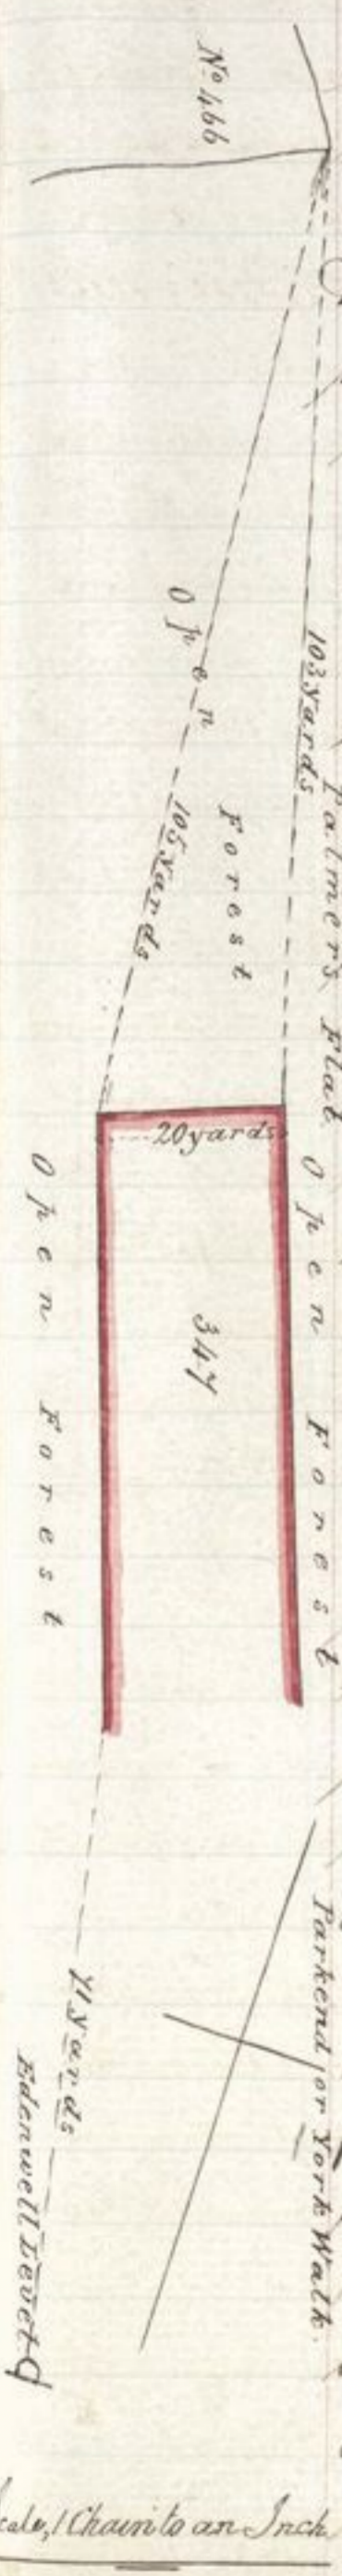 No. 466
103 yards
Palmers Flat
Open
Forest
105 yards
20 yards
347
Open Forest
Open Forest
Parkend or York Walk.
71 yards
Edenwell Level
Scale, 1 Chain to an Inch